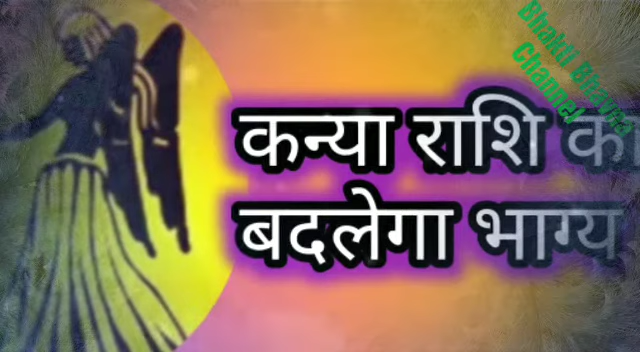 कन्या राशि का
बदलेगा भाग्य
Bhakti Bhavna
Channel